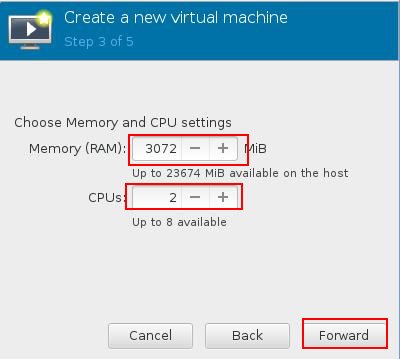 Create a new virtual machine
Step 3 of 5
Choose Memory and CPU settings
Memory (RAM): 3072 − + MiB
Up to 23674 MiB available on the host
CPUs: 2 − +
Up to 8 available
Cancel Back Forward